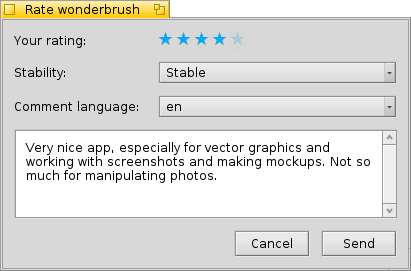 Rate wonderbrush
Your rating:
Stability: Stable
Comment language: en
Very nice app, especially for vector graphics and
working with screenshots and making mockups. Not so
much for manipulating photos.
Cancel Send